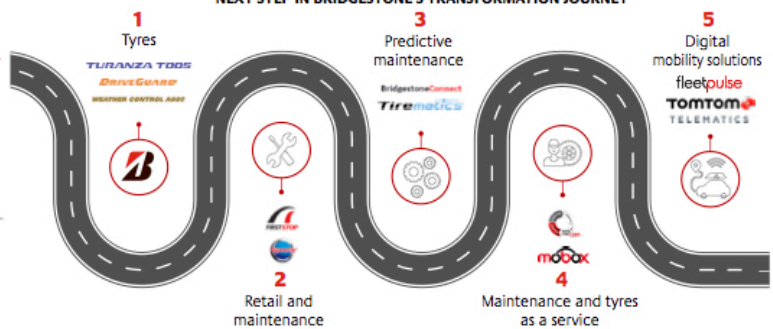 NEXT STEP IN BRIDGESTONE'S TRANSFORMATION JOURNEY
1
Tyres
TURANZA T005
DRIVEGUARD
WEATHER CONTROL A005
B
FIRSTSTOP
2
Retail and
maintenance
3
Predictive
maintenance
BridgestoneConnect
Tirematics
mobox
4
Maintenance and tyres
as a service
5
Digital
mobility solutions
fleetpulse
TOMTOM
TELEMATICS